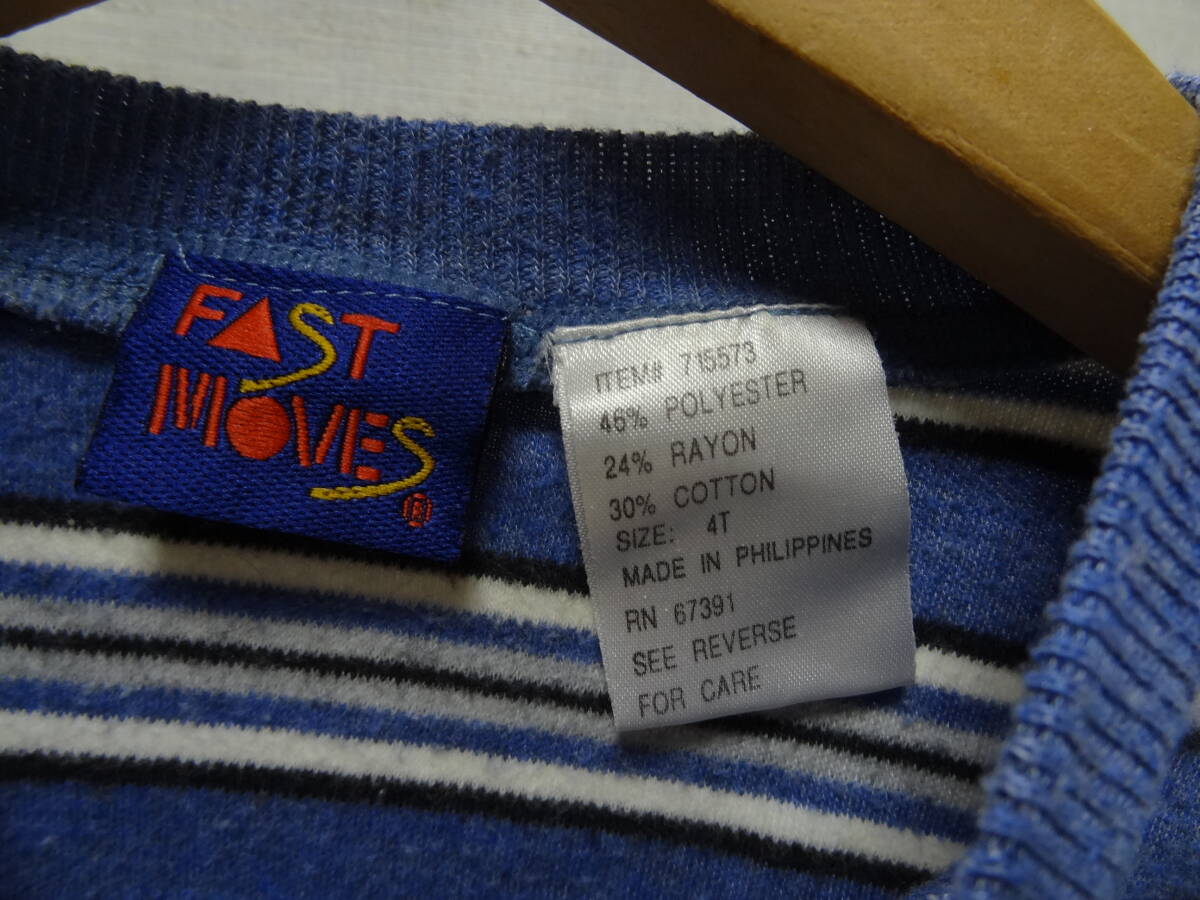 FAST
MOVES®
ITEM# 715573
46% POLYESTER
24% RAYON
30% COTTON
SIZE: 4T
MADE IN PHILIPPINES
RN 67391
SEE REVERSE
FOR CARE